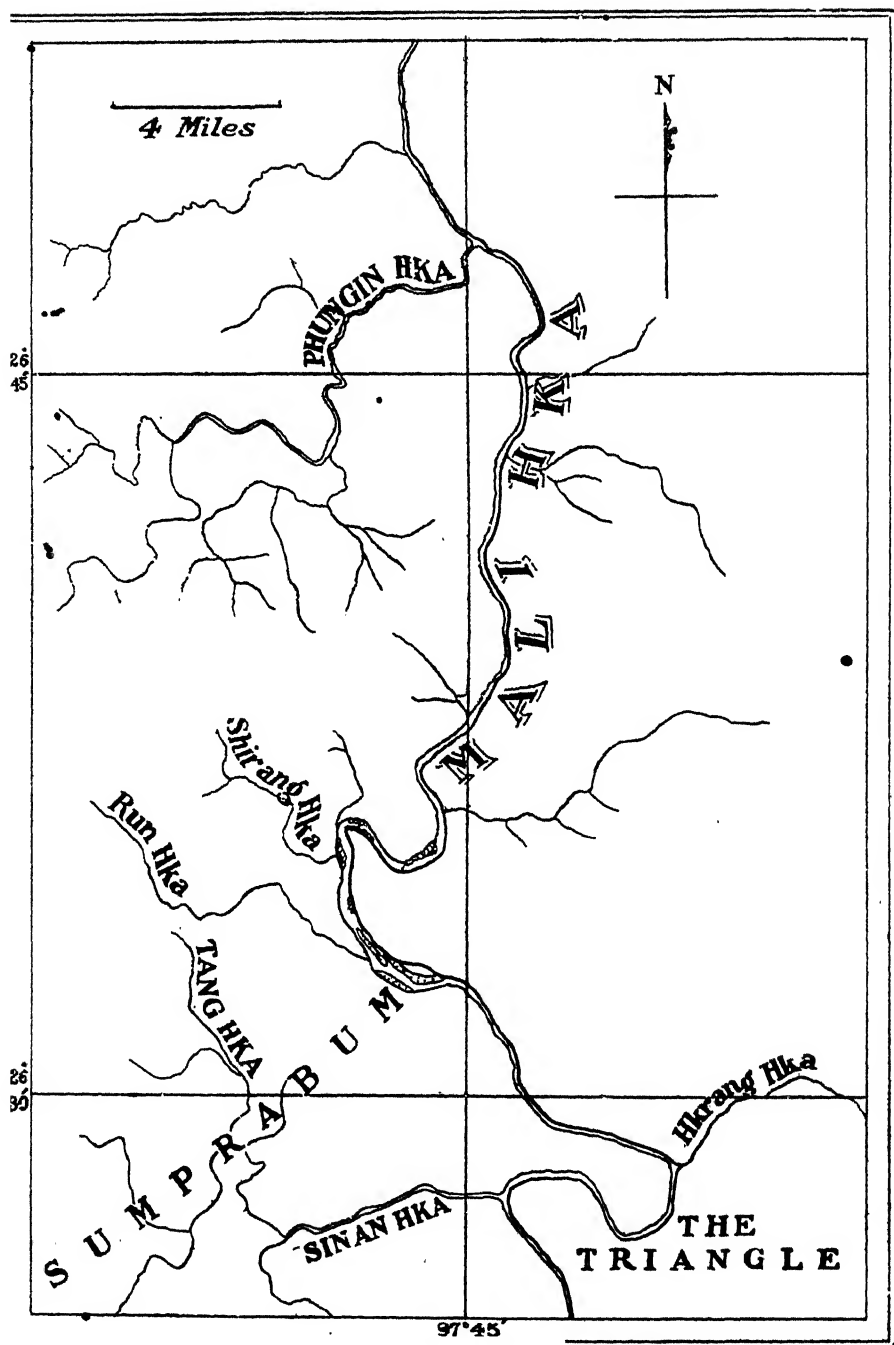 4 Miles
N
PHUNGIN HKA
26°
45'
MALI HKA
Shirang Hka
Run Hka
TANG HKA
SUMPRABUM
26°
30'
Hkrang Hka
SINAN HKA
THE
TRIANGLE
97°45'